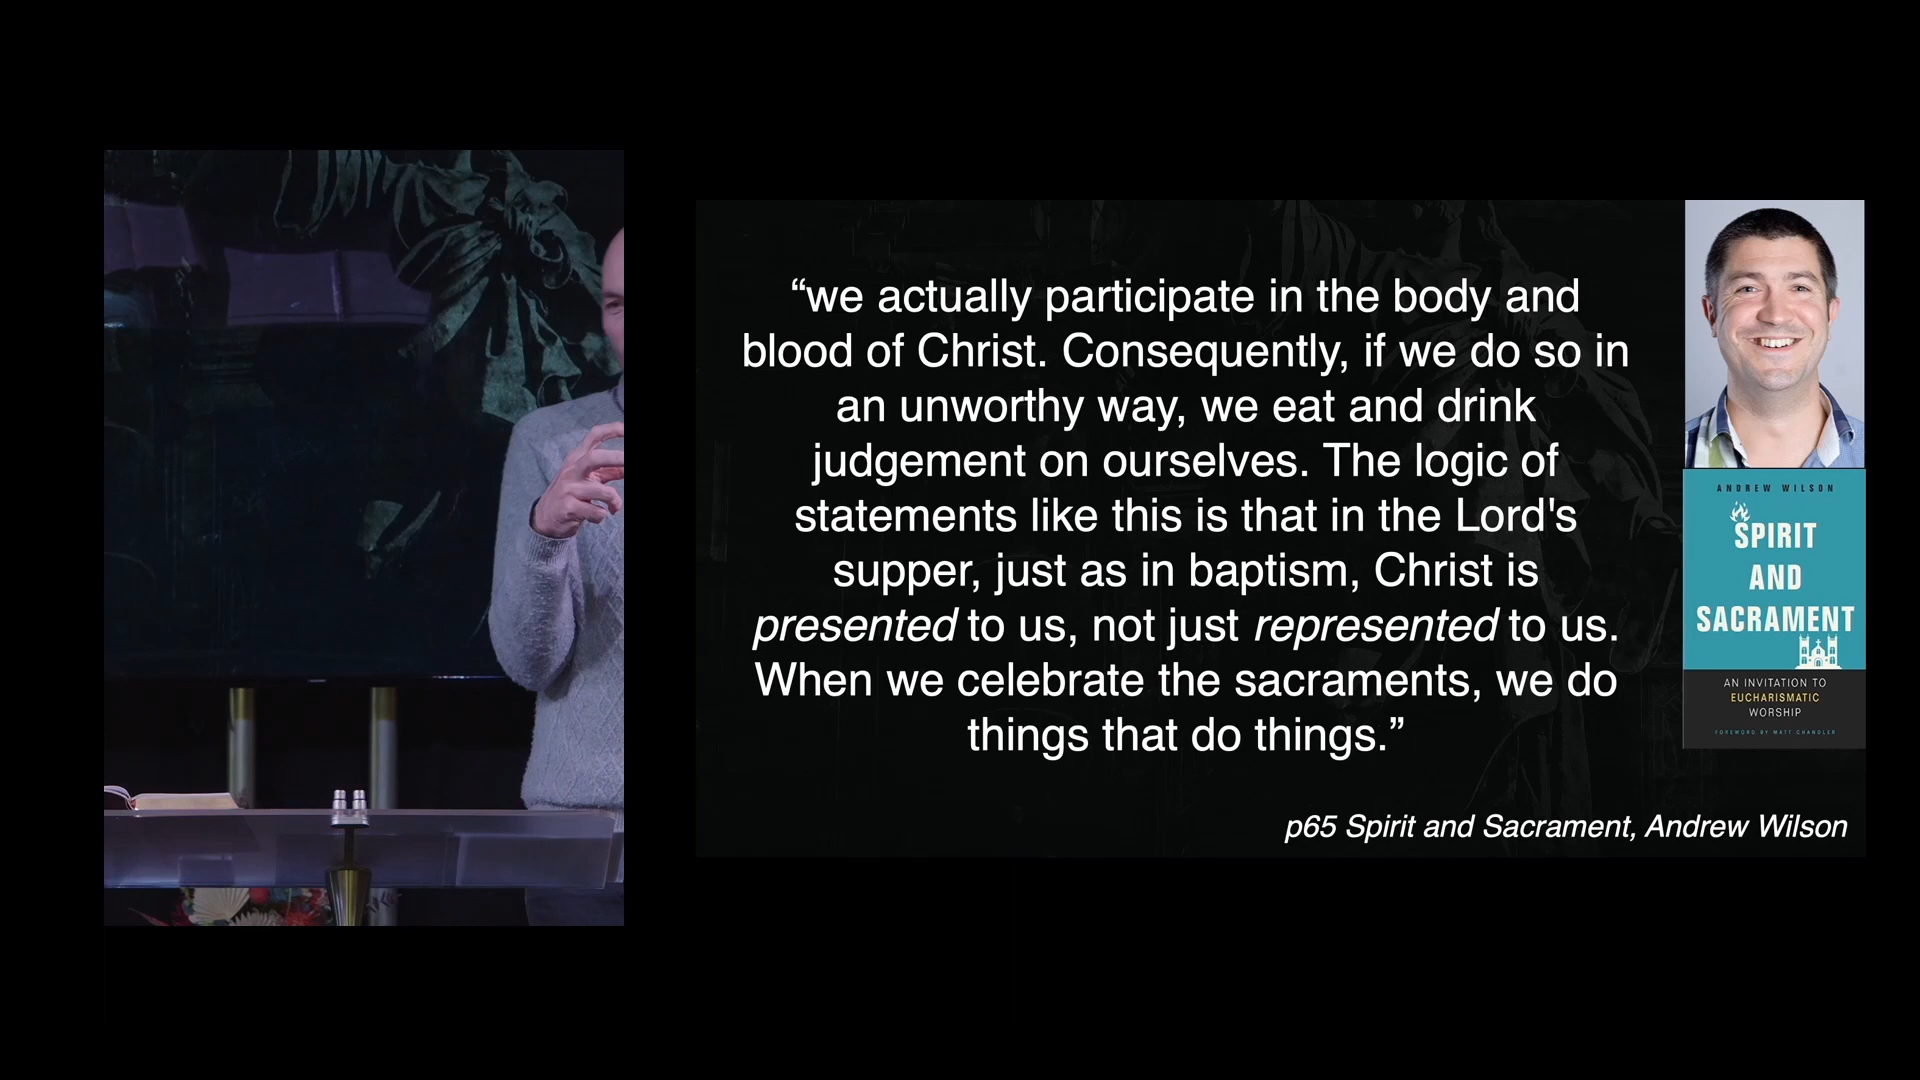 “we actually participate in the body and
blood of Christ. Consequently, if we do so in
an unworthy way, we eat and drink
judgement on ourselves. The logic of
statements like this is that in the Lord's
supper, just as in baptism, Christ is
presented to us, not just represented to us.
When we celebrate the sacraments, we do
things that do things.”
p65 Spirit and Sacrament, Andrew Wilson
ANDREW WILSON
SPIRIT
AND
SACRAMENT
AN INVITATION TO
EUCHARISMATIC
WORSHIP
FOREWORD BY MATT CHANDLER